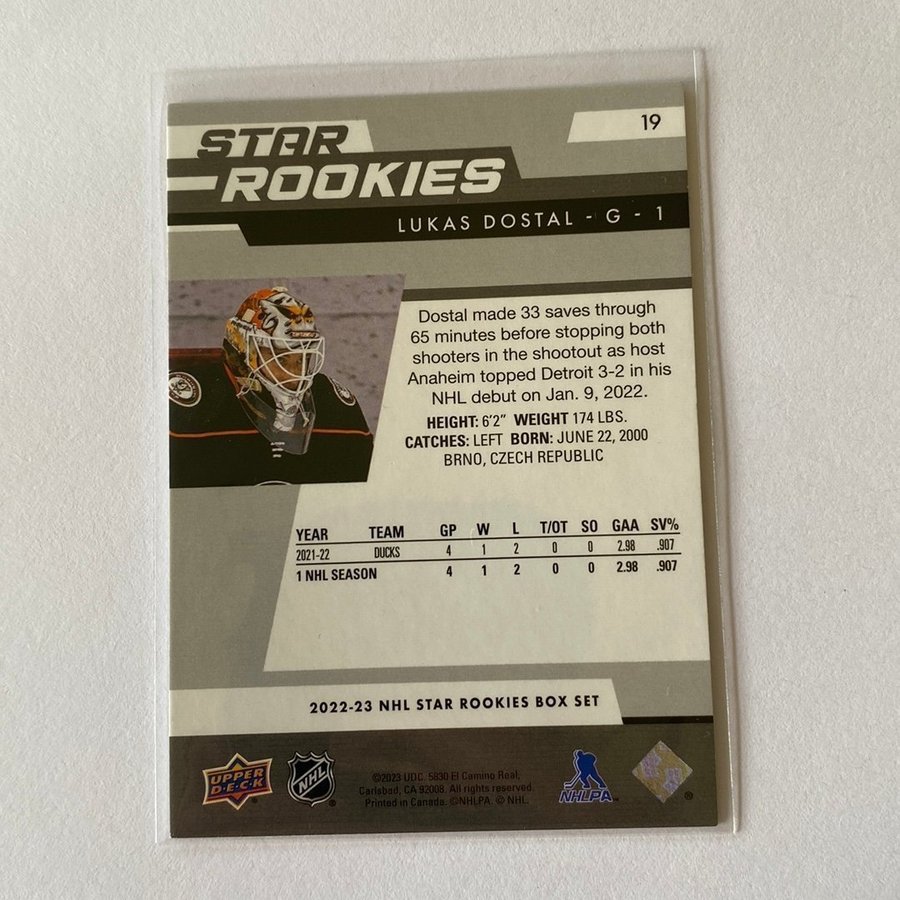 19
STAR
ROOKIES
LUKAS DOSTAL - G - 1
Dostal made 33 saves through
65 minutes before stopping both
shooters in the shootout as host
Anaheim topped Detroit 3-2 in his
NHL debut on Jan. 9, 2022.
HEIGHT: 6'2" WEIGHT 174 LBS.
CATCHES: LEFT BORN: JUNE 22, 2000
BRNO, CZECH REPUBLIC
YEAR TEAM GP W L T/OT SO GAA SV%
2021-22 DUCKS 4 1 2 0 0 2.98 .907
1 NHL SEASON 4 1 2 0 0 2.98 .907
2022-23 NHL STAR ROOKIES BOX SET
UPPER
D·E·C·K
®
NHL
®
©2023 UDC. 5830 El Camino Real,
Carlsbad, CA 92008. All rights reserved.
Printed in Canada. ©NHLPA © NHL.
NHLPA
™
®